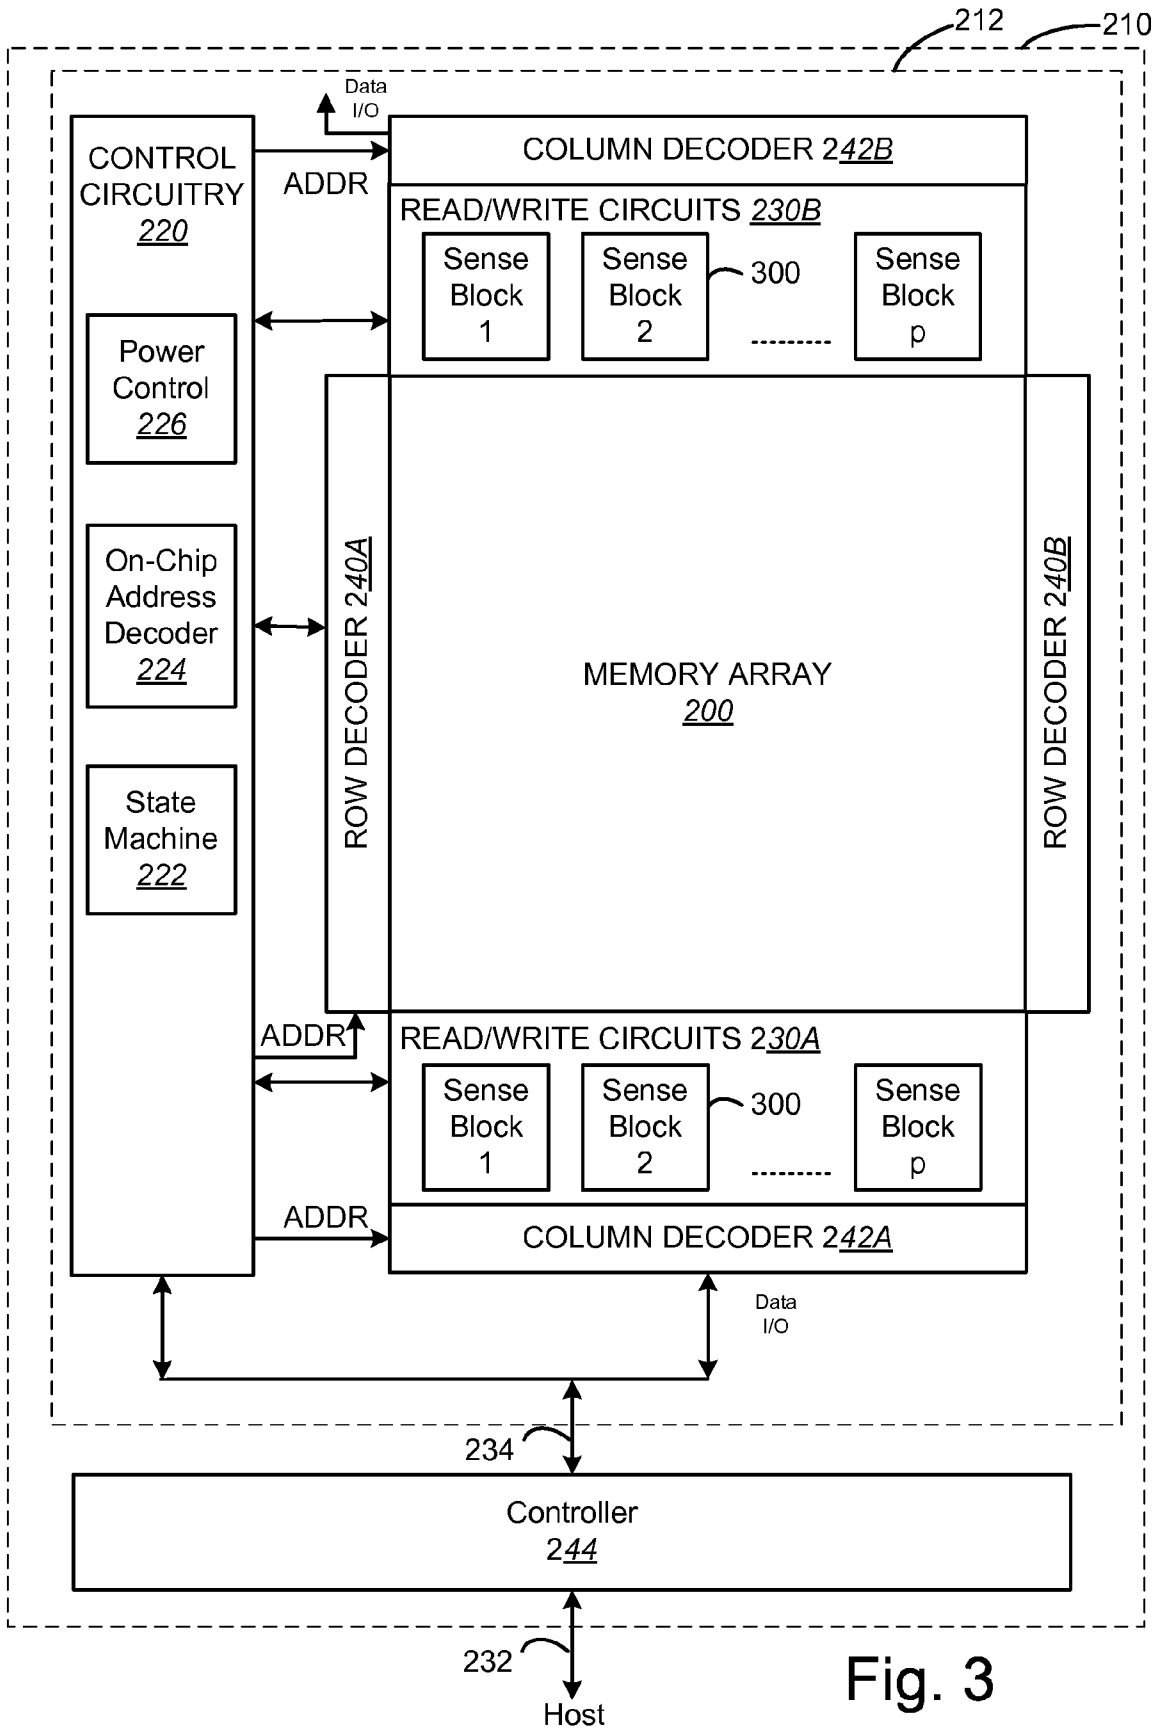 212
210
Data
I/O
CONTROL
CIRCUITRY
220
ADDR
COLUMN DECODER 242B
READ/WRITE CIRCUITS 230B
Sense
Block
1
Sense
Block
2
300
..........
Sense
Block
p
Power
Control
226
On-Chip
Address
Decoder
224
State
Machine
222
ROW DECODER 240A
MEMORY ARRAY
200
ROW DECODER 240B
ADDR
READ/WRITE CIRCUITS 230A
Sense
Block
1
Sense
Block
2
300
..........
Sense
Block
p
ADDR
COLUMN DECODER 242A
Data
I/O
234
Controller
244
232
Host
Fig. 3